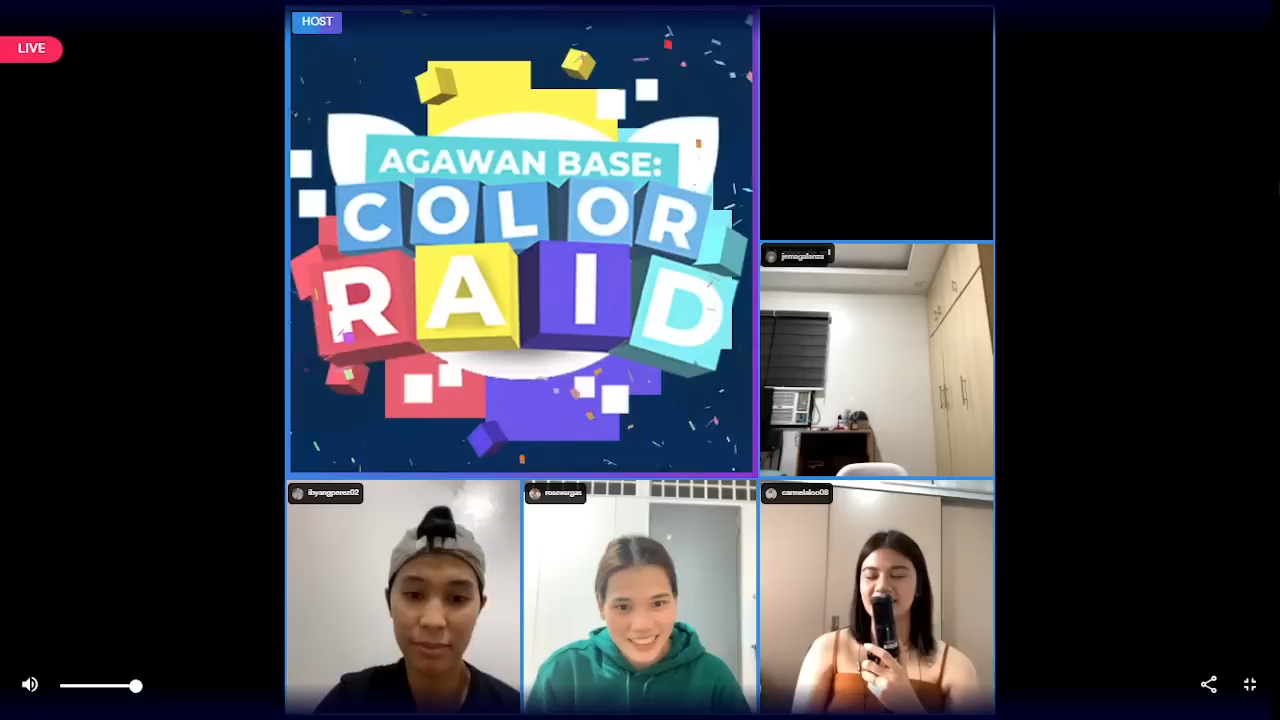 HOST
LIVE
AGAWAN BASE:
COLOR
RAID
jemagalanza
ibyangperez02
rosevargas
carmelaloo08